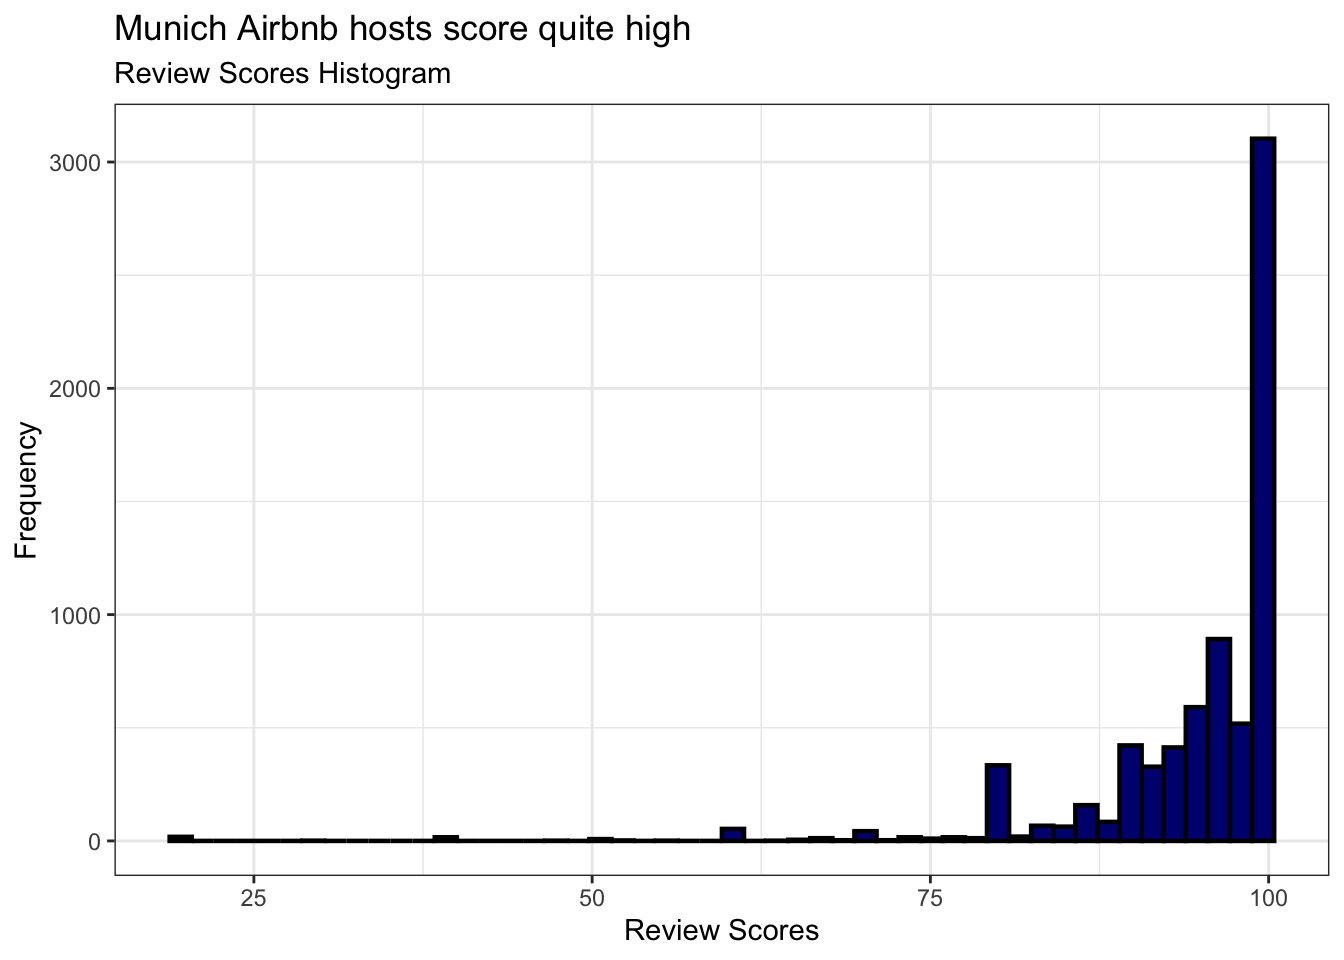 Munich Airbnb hosts score quite high
Review Scores Histogram
3000
2000
1000
0
Frequency
25 50 75 100
Review Scores